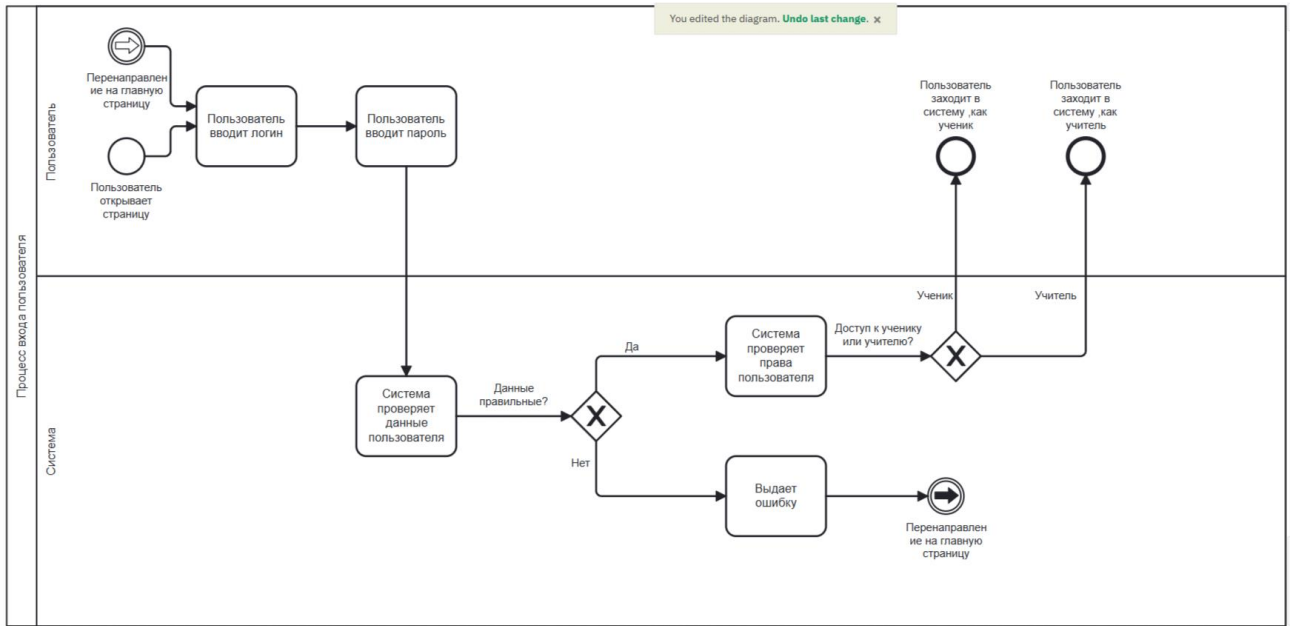 You edited the diagram. Undo last change. ×
Процесс входа пользователя
Пользователь
Перенаправлен
ие на главную
страницу
Пользователь
открывает
страницу
Пользователь
вводит логин
Пользователь
вводит пароль
Пользователь
заходит в
систему ,как
ученик
Пользователь
заходит в
систему ,как
учитель
Система
Система
проверяет
данные
пользователя
Данные
правильные?
Да
Нет
Система
проверяет
права
пользователя
Доступ к ученику
или учителю?
Ученик
Учитель
Выдает
ошибку
Перенаправлен
ие на главную
страницу